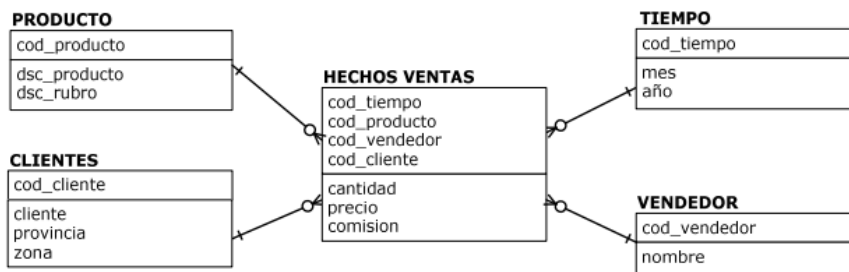 PRODUCTO
cod_producto
dsc_producto
dsc_rubro
CLIENTES
cod_cliente
cliente
provincia
zona
HECHOS VENTAS
cod_tiempo
cod_producto
cod_vendedor
cod_cliente
cantidad
precio
comision
TIEMPO
cod_tiempo
mes
año
VENDEDOR
cod_vendedor
nombre